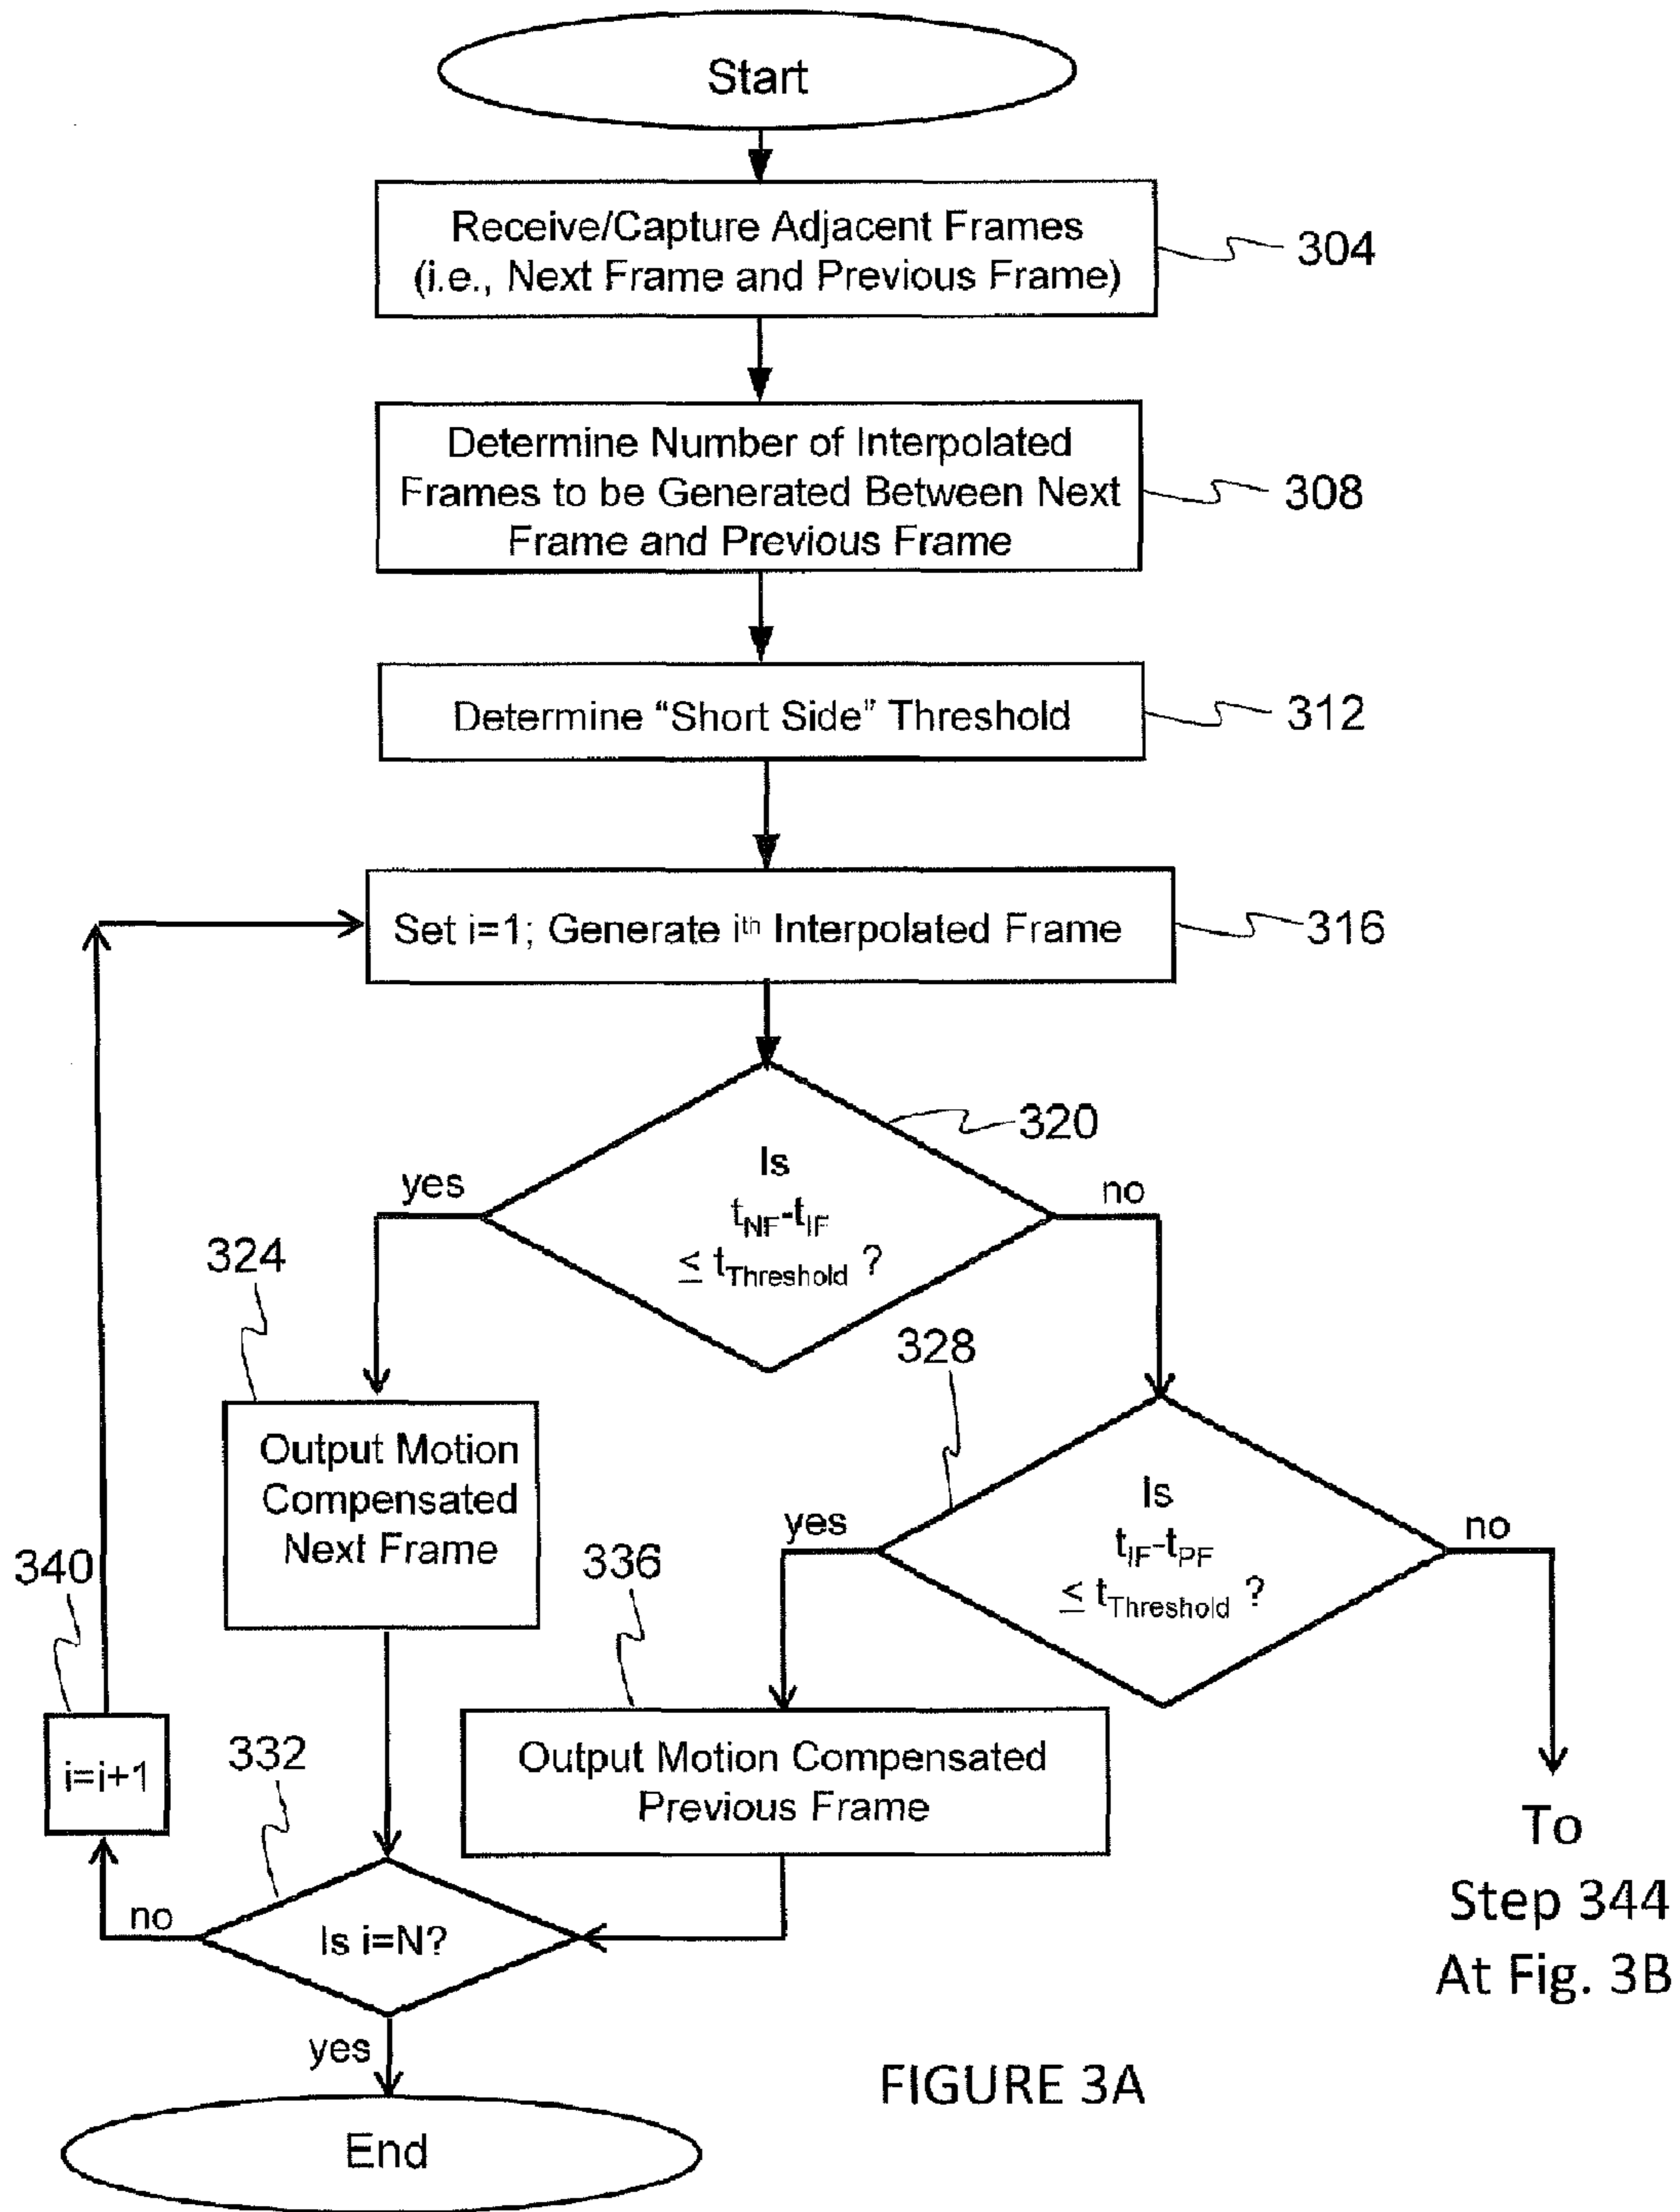 Start
Receive/Capture Adjacent Frames
(i.e., Next Frame and Previous Frame)
304
Determine Number of Interpolated
Frames to be Generated Between Next
Frame and Previous Frame
308
Determine “Short Side” Threshold
312
Set i=1; Generate ith Interpolated Frame
316
320
Is
tNF-tIF
≤ tThreshold ?
yes
no
324
Output Motion
Compensated
Next Frame
328
Is
tIF-tPF
≤ tThreshold ?
yes
no
336
Output Motion Compensated
Previous Frame
340
i=i+1
332
Is i=N?
no
yes
To
Step 344
At Fig. 3B
End
FIGURE 3A